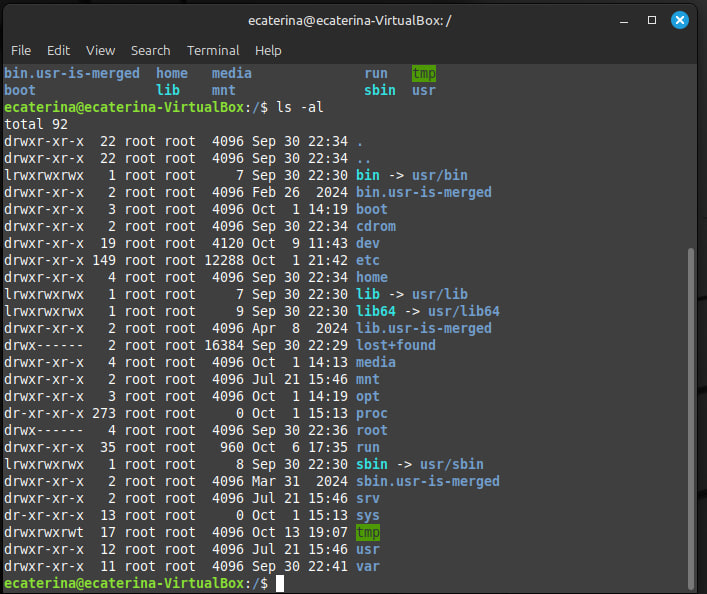 ecaterina@ecaterina-VirtualBox: /
File Edit View Search Terminal Help
bin.usr-is-merged  home   media              run   tmp
boot               lib    mnt                sbin  usr
ecaterina@ecaterina-VirtualBox:/$ ls -al
total 92
drwxr-xr-x  22 root root  4096 Sep 30 22:34 .
drwxr-xr-x  22 root root  4096 Sep 30 22:34 ..
lrwxrwxrwx   1 root root     7 Sep 30 22:30 bin -> usr/bin
drwxr-xr-x   2 root root  4096 Feb 26  2024 bin.usr-is-merged
drwxr-xr-x   3 root root  4096 Oct  1 14:19 boot
drwxr-xr-x   2 root root  4096 Sep 30 22:34 cdrom
drwxr-xr-x  19 root root  4120 Oct  9 11:43 dev
drwxr-xr-x 149 root root 12288 Oct  1 21:42 etc
drwxr-xr-x   4 root root  4096 Sep 30 22:34 home
lrwxrwxrwx   1 root root     7 Sep 30 22:30 lib -> usr/lib
lrwxrwxrwx   1 root root     9 Sep 30 22:30 lib64 -> usr/lib64
drwxr-xr-x   2 root root  4096 Apr  8  2024 lib.usr-is-merged
drwx------   2 root root 16384 Sep 30 22:29 lost+found
drwxr-xr-x   4 root root  4096 Oct  1 14:13 media
drwxr-xr-x   2 root root  4096 Jul 21 15:46 mnt
drwxr-xr-x   3 root root  4096 Oct  1 14:19 opt
dr-xr-xr-x 273 root root     0 Oct  1 15:13 proc
drwx------   4 root root  4096 Sep 30 22:36 root
drwxr-xr-x  35 root root   960 Oct  6 17:35 run
lrwxrwxrwx   1 root root     8 Sep 30 22:30 sbin -> usr/sbin
drwxr-xr-x   2 root root  4096 Mar 31  2024 sbin.usr-is-merged
drwxr-xr-x   2 root root  4096 Jul 21 15:46 srv
dr-xr-xr-x  13 root root     0 Oct  1 15:13 sys
drwxrwxrwt  17 root root  4096 Oct 13 19:07 tmp
drwxr-xr-x  12 root root  4096 Jul 21 15:46 usr
drwxr-xr-x  11 root root  4096 Sep 30 22:41 var
ecaterina@ecaterina-VirtualBox:/$